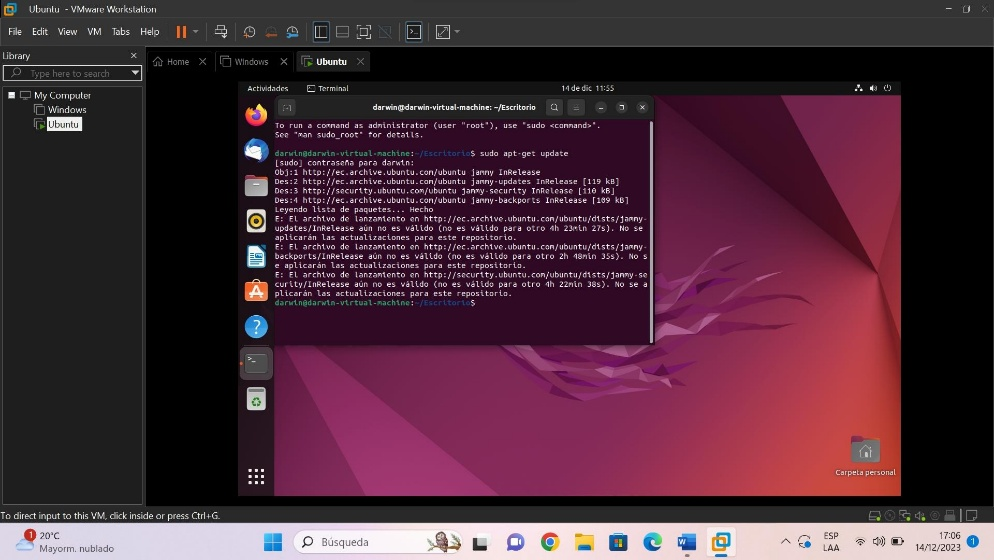 Ubuntu - VMware Workstation
File Edit View VM Tabs Help
Library
Type here to search
My Computer
Windows
Ubuntu
Home
Windows
Ubuntu
Actividades
Terminal
14 de dic 11:55
darwin@darwin-virtual-machine: ~/Escritorio
To run a command as administrator (user "root"), use "sudo <command>".
See "man sudo_root" for details.
darwin@darwin-virtual-machine:~/Escritorio$ sudo apt-get update
[sudo] contraseña para darwin:
Obj:1 http://ec.archive.ubuntu.com/ubuntu jammy InRelease
Des:2 http://ec.archive.ubuntu.com/ubuntu jammy-updates InRelease [119 kB]
Des:3 http://security.ubuntu.com/ubuntu jammy-security InRelease [110 kB]
Des:4 http://ec.archive.ubuntu.com/ubuntu jammy-backports InRelease [109 kB]
Leyendo lista de paquetes... Hecho
E: El archivo de lanzamiento en http://ec.archive.ubuntu.com/ubuntu/dists/jammy-
updates/InRelease aún no es válido (no es válido para otro 4h 23min 27s). No se
aplicarán las actualizaciones para este repositorio.
E: El archivo de lanzamiento en http://ec.archive.ubuntu.com/ubuntu/dists/jammy-
backports/InRelease aún no es válido (no es válido para otro 2h 48min 35s). No s
e aplicarán las actualizaciones para este repositorio.
E: El archivo de lanzamiento en http://security.ubuntu.com/ubuntu/dists/jammy-se
curity/InRelease aún no es válido (no es válido para otro 4h 22min 38s). No se a
plicarán las actualizaciones para este repositorio.
darwin@darwin-virtual-machine:~/Escritorio$
Carpeta personal
To direct input to this VM, click inside or press Ctrl+G.
1
20°C
Mayorm. nublado
Búsqueda
ESP
LAA
17:06
14/12/2023
1